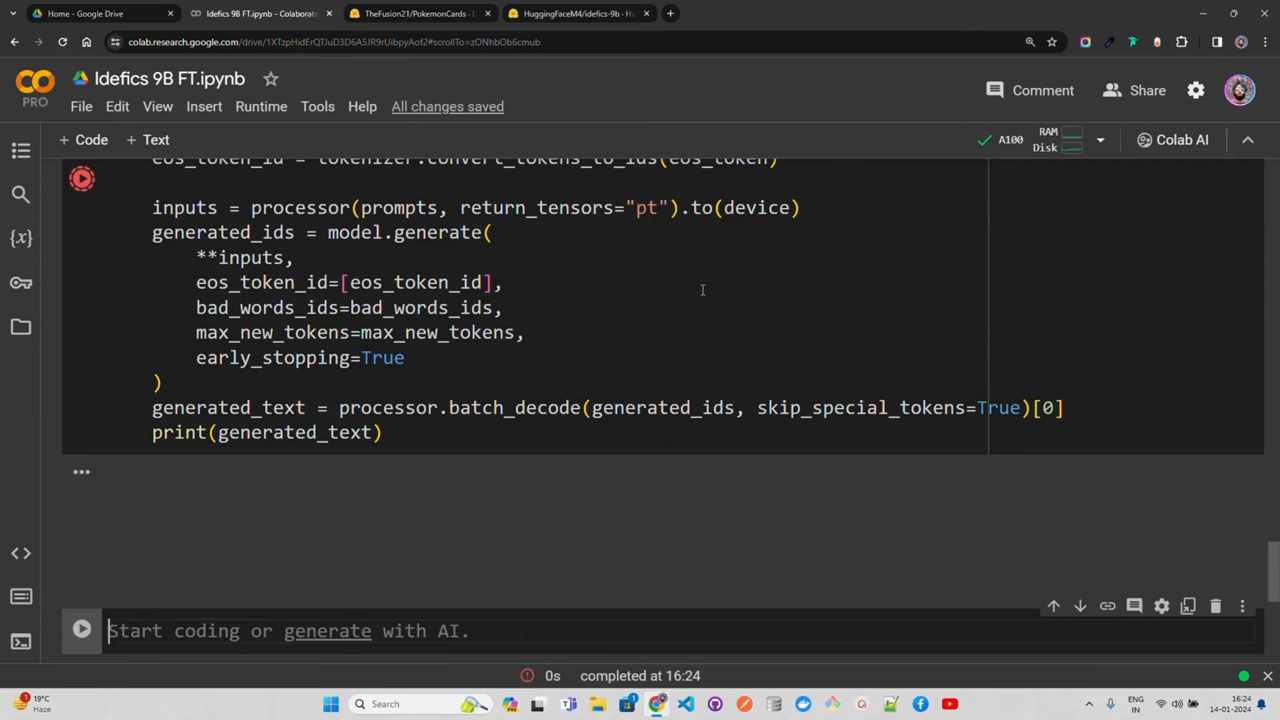 Home - Google Drive
Idefics 9B FT.ipynb - Colaborato
TheFusion21/PokemonCards · D
HuggingFaceM4/idefics-9b · Hu
colab.research.google.com/drive/1XTzpHidErQTJuD3D6ASJR9rUibpyAof2#scrollTo=zONhbOb6cmub
CO
PRO
Idefics 9B FT.ipynb
File Edit View Insert Runtime Tools Help All changes saved
Comment
Share
+ Code + Text
A100
RAM
Disk
Colab AI
eos_token_id = tokenizer.convert_tokens_to_ids(eos_token)
inputs = processor(prompts, return_tensors="pt").to(device)
generated_ids = model.generate(
**inputs,
eos_token_id=[eos_token_id],
bad_words_ids=bad_words_ids,
max_new_tokens=max_new_tokens,
early_stopping=True
)
generated_text = processor.batch_decode(generated_ids, skip_special_tokens=True)[0]
print(generated_text)
Start coding or generate with AI.
0s completed at 16:24
19°C
Haze
Search
ENG
IN
16:24
14-01-2024